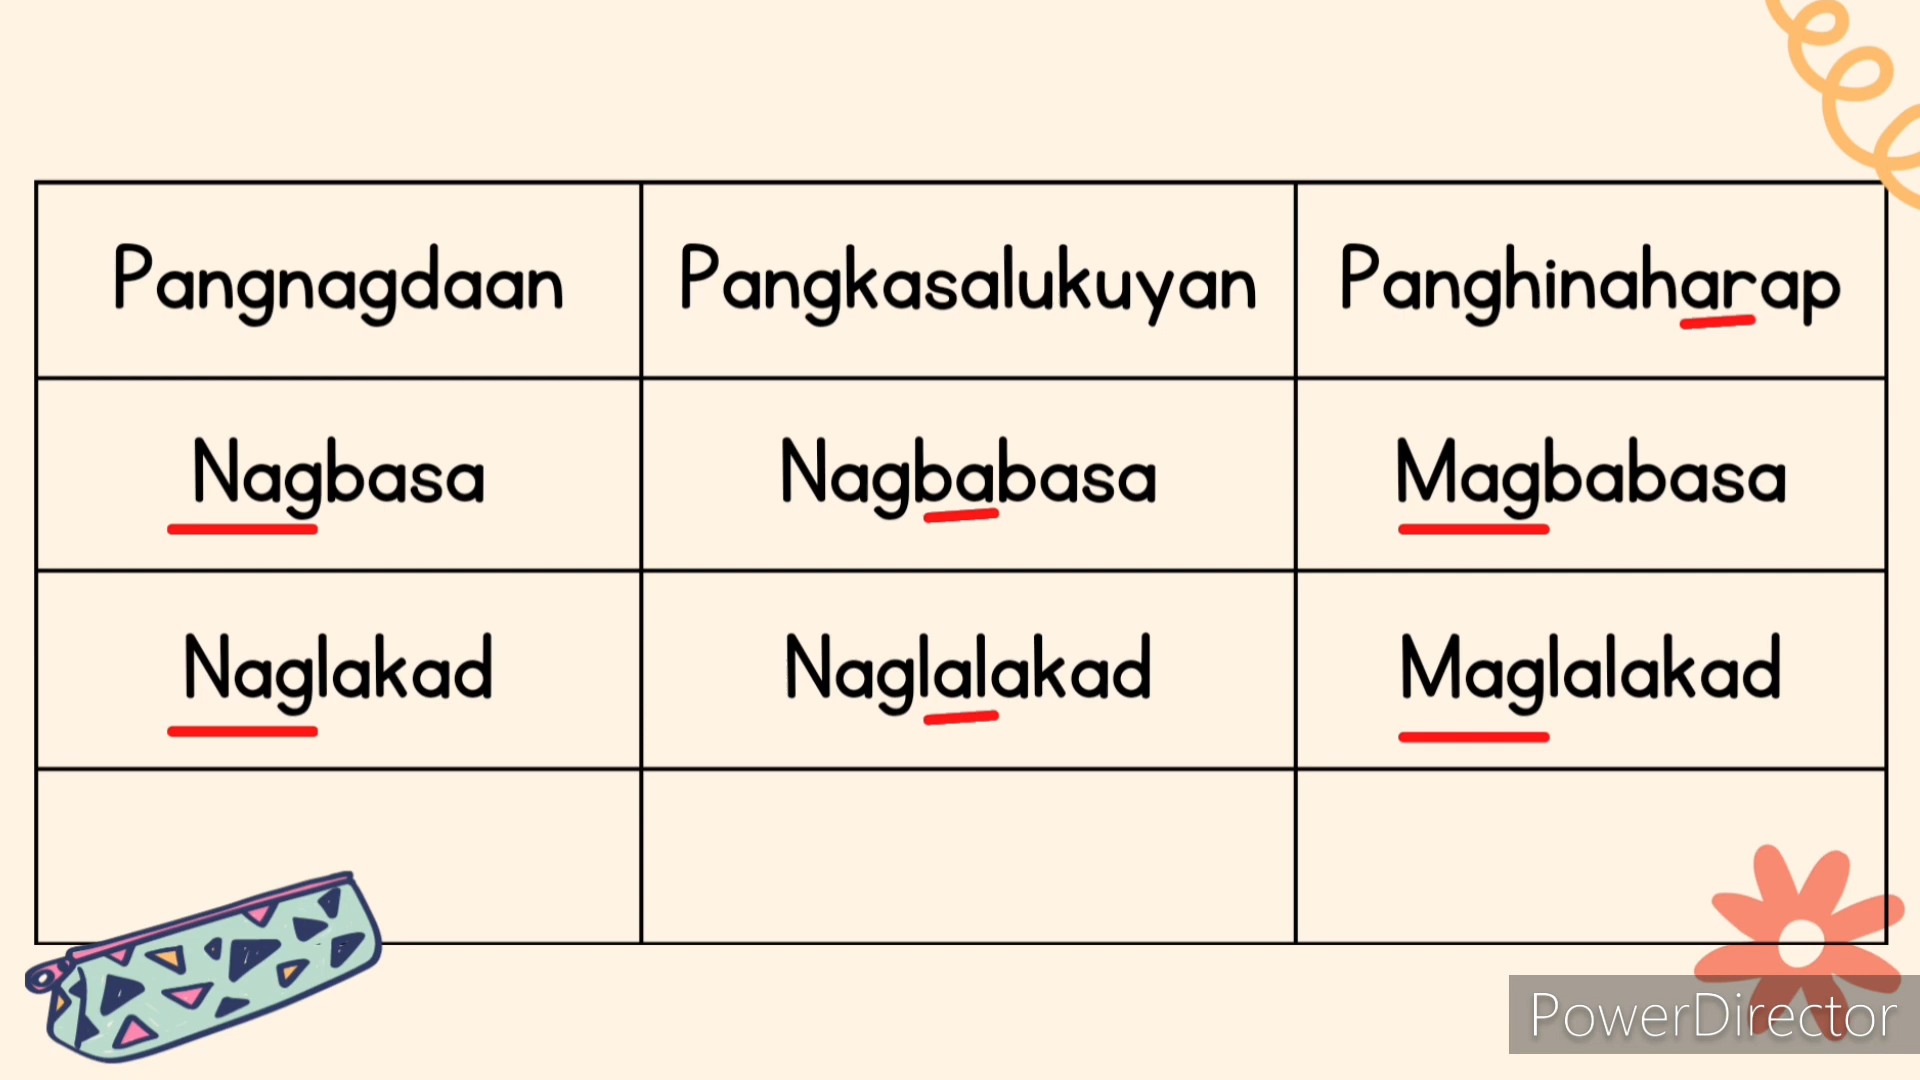 Pangnagdaan Pangkasalukuyan Panghinaharap
Nagbasa Nagbabasa Magbabasa
Naglakad Naglalakad Maglalakad
PowerDirector